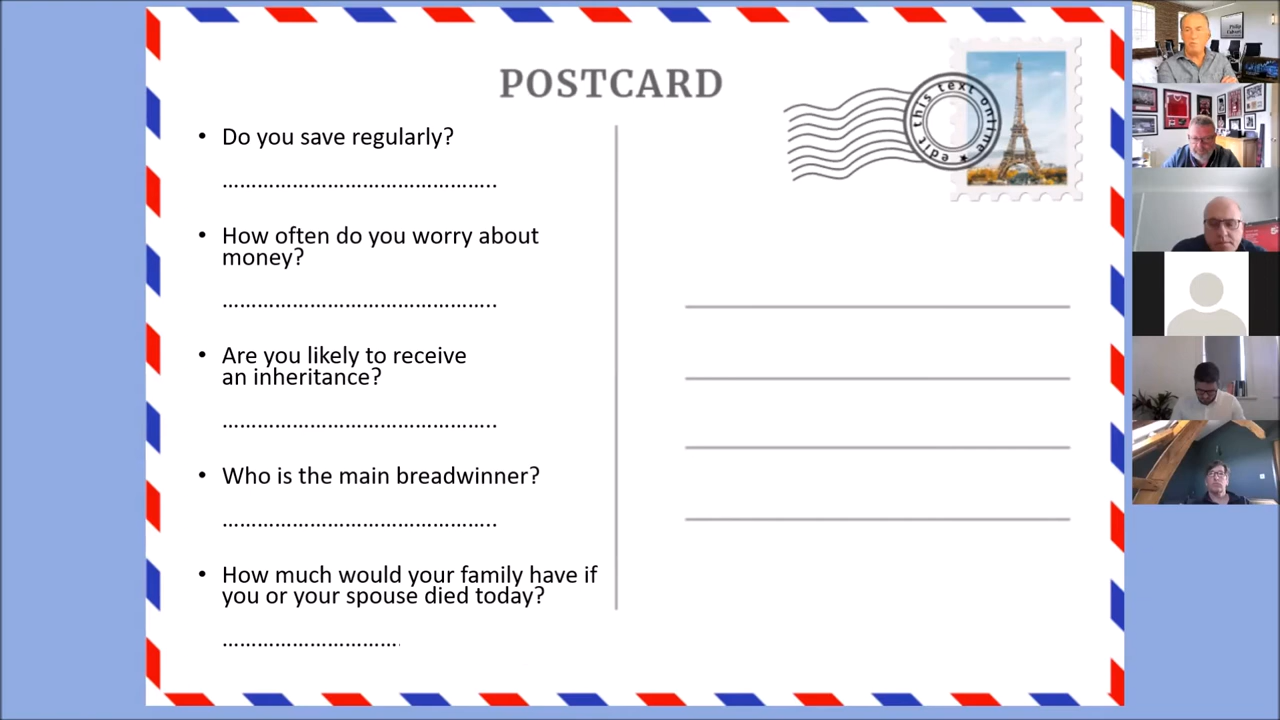 POSTCARD
• Do you save regularly?
…………………………………………..
• How often do you worry about
money?
…………………………………………..
• Are you likely to receive
an inheritance?
…………………………………………..
• Who is the main breadwinner?
…………………………………………..
• How much would your family have if
you or your spouse died today?
………………………….
edit this text online